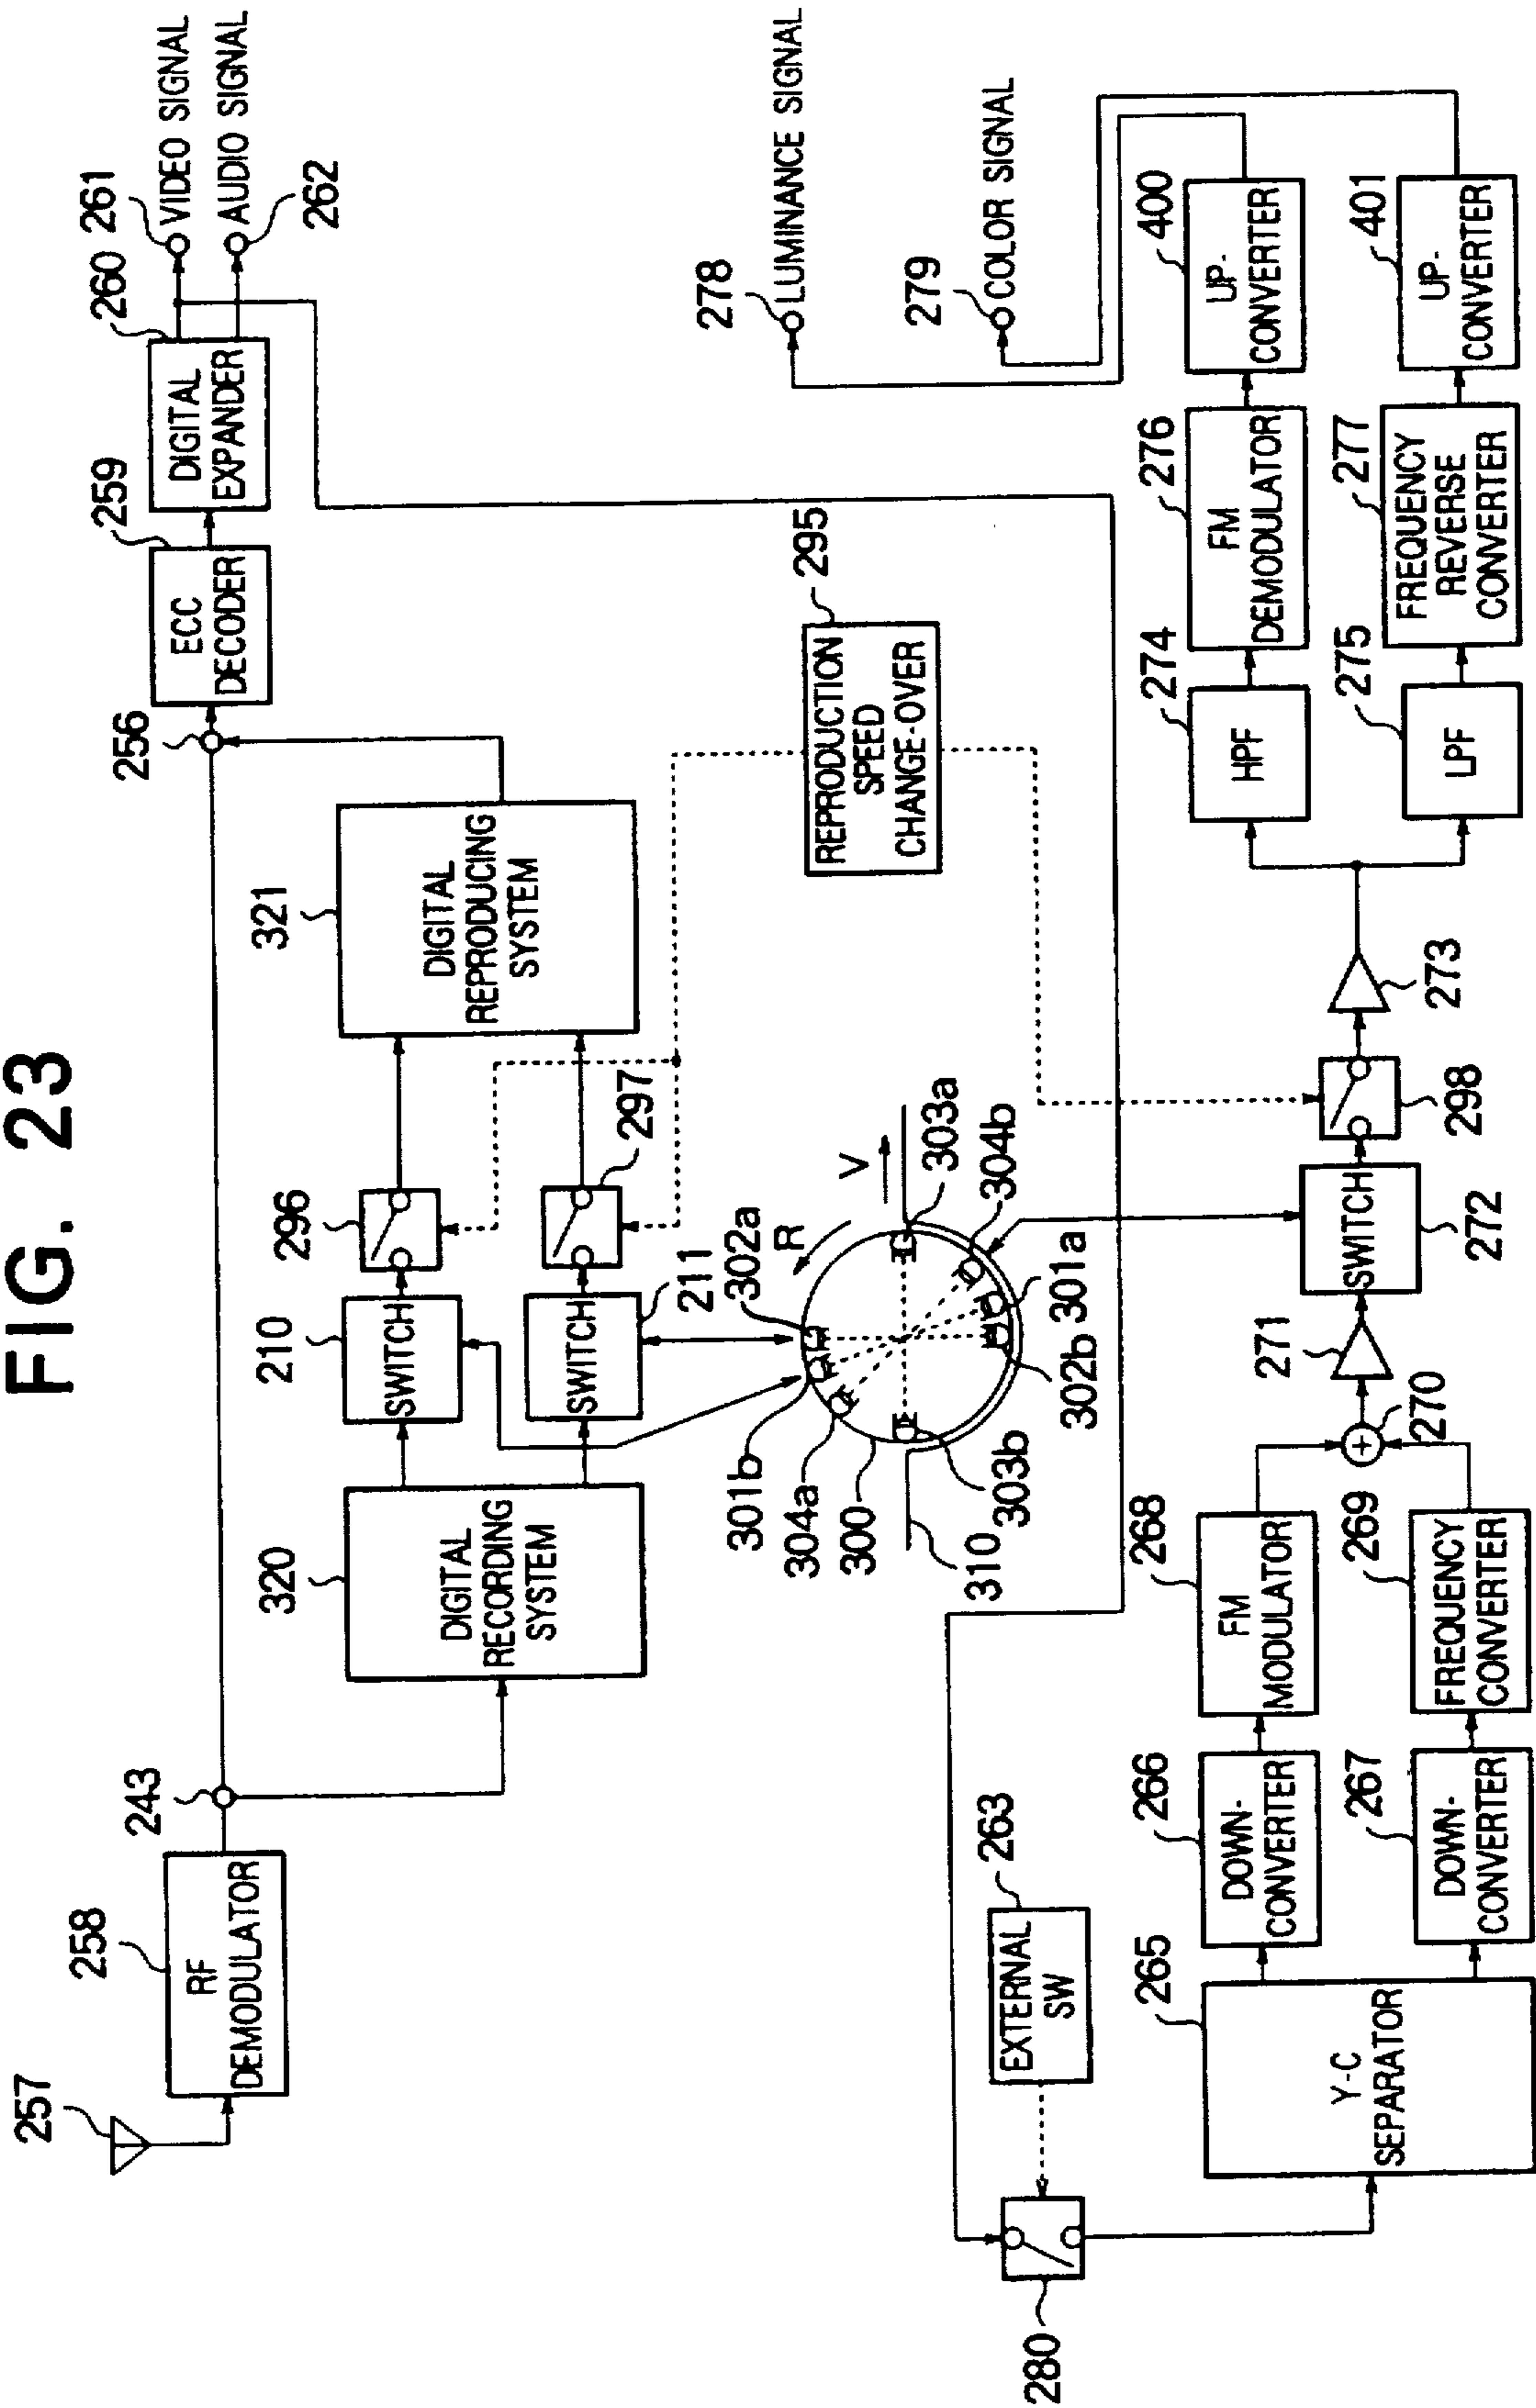 FIG. 23
257
258
RF
DEMODULATOR
243
256
259
ECC
DECODER
260
DIGITAL
EXPANDER
261
VIDEO SIGNAL
AUDIO SIGNAL
262
320
DIGITAL
RECORDING
SYSTEM
210
SWITCH
296
321
DIGITAL
REPRODUCING
SYSTEM
SWITCH
211
297
301b
304a
300
310
303b
302a
R
V
303a
304b
301a
302b
295
REPRODUCTION
SPEED
CHANGE-OVER
278
LUMINANCE SIGNAL
279
COLOR SIGNAL
263
EXTERNAL
SW
280
265
Y-C
SEPARATOR
266
DOWN-
CONVERTER
267
DOWN-
CONVERTER
268
FM
MODULATOR
269
FREQUENCY
CONVERTER
+
270
271
SWITCH
272
298
273
274
HPF
275
LPF
276
FM
DEMODULATOR
277
FREQUENCY
REVERSE
CONVERTER
400
UP-
CONVERTER
401
UP-
CONVERTER